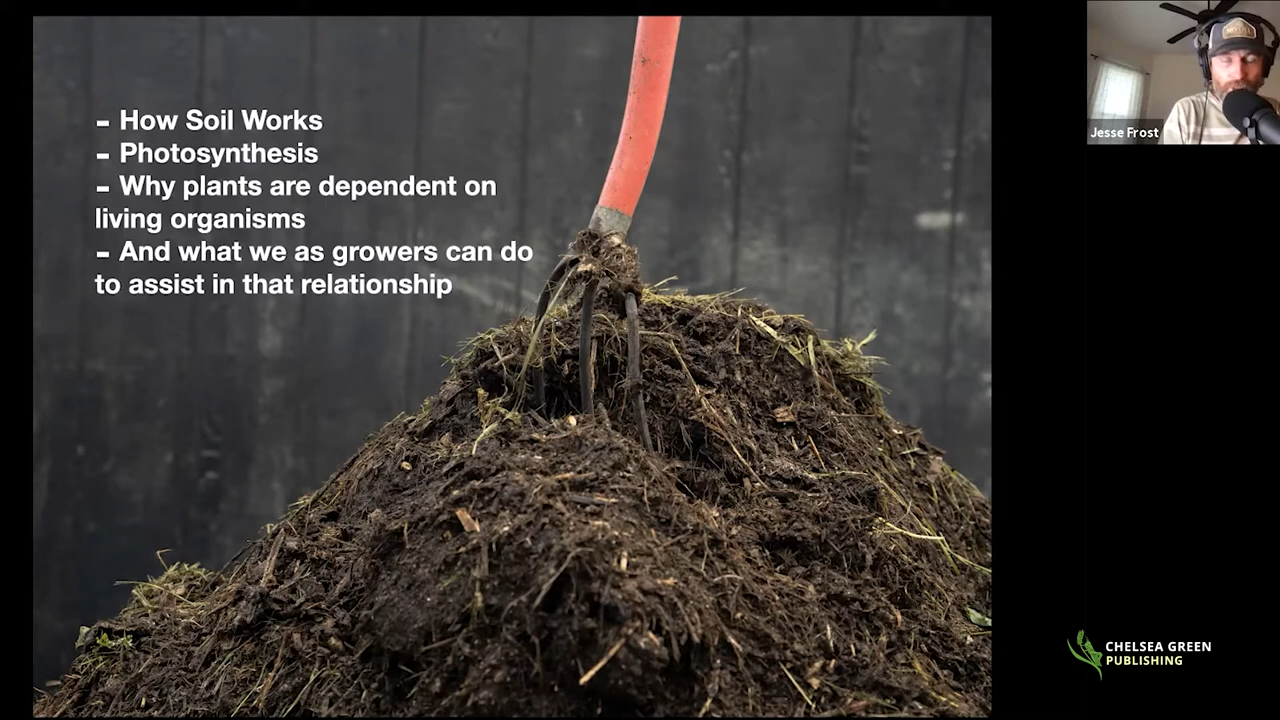 - How Soil Works
- Photosynthesis
- Why plants are dependent on
living organisms
- And what we as growers can do
to assist in that relationship
Jesse Frost
CHELSEA GREEN
PUBLISHING